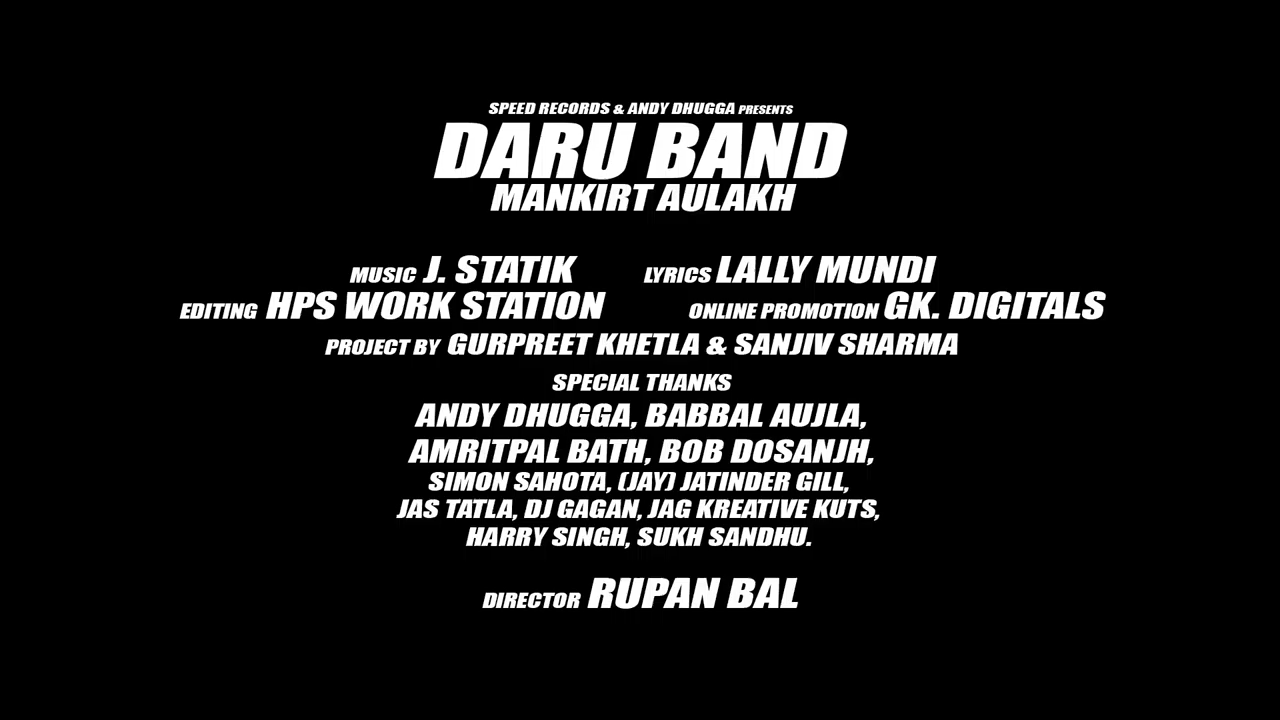 SPEED RECORDS & ANDY DHUGGA PRESENTS
DARU BAND
MANKIRT AULAKH
MUSIC J. STATIK LYRICS LALLY MUNDI
EDITING HPS WORK STATION ONLINE PROMOTION GK. DIGITALS
PROJECT BY GURPREET KHETLA & SANJIV SHARMA
SPECIAL THANKS
ANDY DHUGGA, BABBAL AUJLA,
AMRITPAL BATH, BOB DOSANJH,
SIMON SAHOTA, (JAY) JATINDER GILL,
JAS TATLA, DJ GAGAN, JAG KREATIVE KUTS,
HARRY SINGH, SUKH SANDHU.
DIRECTOR RUPAN BAL